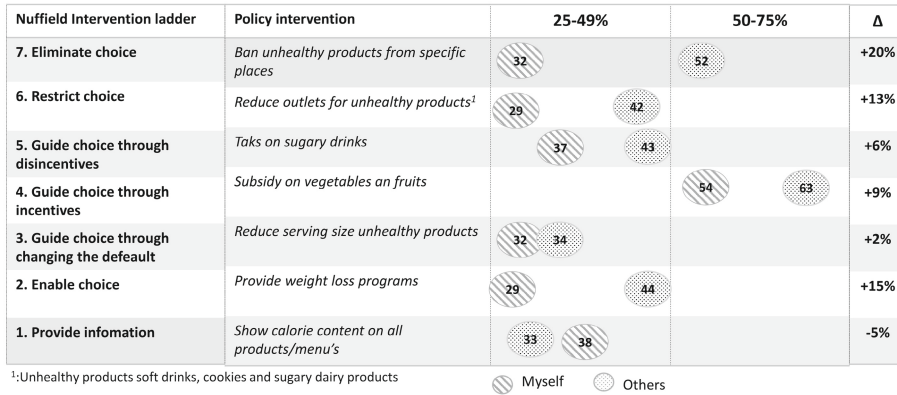 Nuffield Intervention ladder Policy intervention 25-49% 50-75% Δ
7. Eliminate choice Ban unhealthy products from specific places 32 52 +20%
6. Restrict choice Reduce outlets for unhealthy products1 29 42 +13%
5. Guide choice through disincentives Taks on sugary drinks 37 43 +6%
4. Guide choice through incentives Subsidy on vegetables an fruits 54 63 +9%
3. Guide choice through changing the defeault Reduce serving size unhealthy products 32 34 +2%
2. Enable choice Provide weight loss programs 29 44 +15%
1. Provide infomation Show calorie content on all products/menu's 33 38 -5%
1:Unhealthy products soft drinks, cookies and sugary dairy products
Myself Others